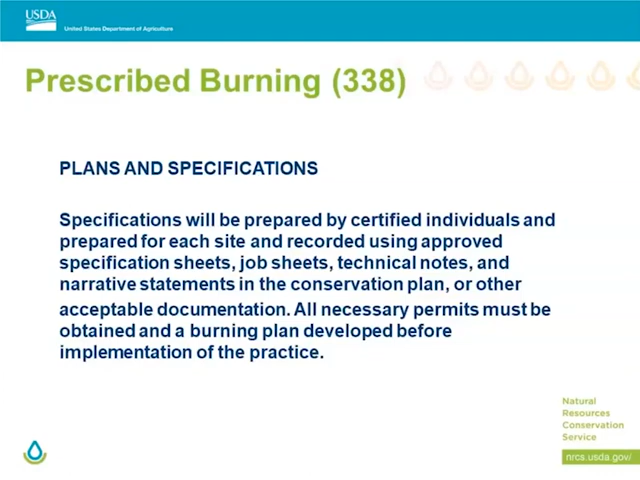 USDA
United States Department of Agriculture
Prescribed Burning (338)
PLANS AND SPECIFICATIONS
Specifications will be prepared by certified individuals and
prepared for each site and recorded using approved
specification sheets, job sheets, technical notes, and
narrative statements in the conservation plan, or other
acceptable documentation. All necessary permits must be
obtained and a burning plan developed before
implementation of the practice.
Natural
Resources
Conservation
Service
nrcs.usda.gov/